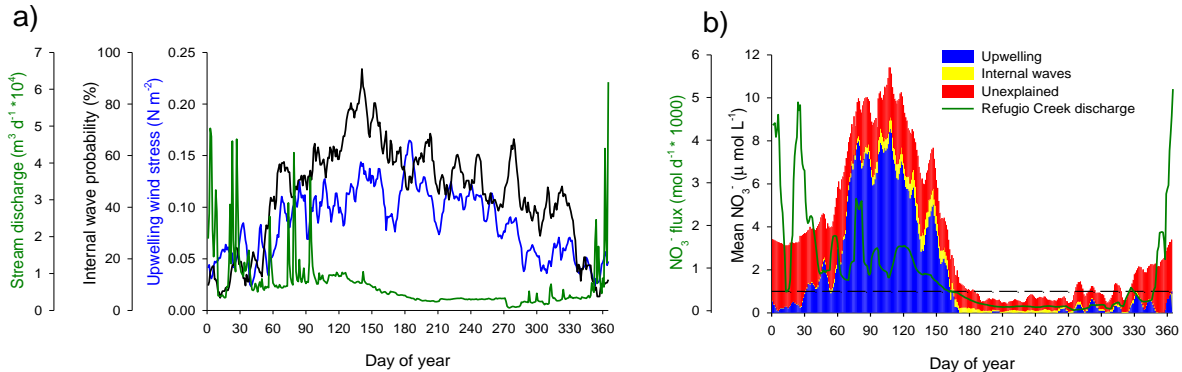 a)
Stream discharge (m³ d⁻¹ *10⁴)
7
6
5
4
3
2
1
0
Internal wave probability (%)
100
80
60
40
20
0
Upwelling wind stress (N m⁻²)
0.25
0.20
0.15
0.10
0.05
0.00
0 30 60 90 120 150 180 210 240 270 300 330 360
Day of year
b)
NO₃⁻ flux (mol d⁻¹ * 1000)
6
5
4
3
2
1
0
Mean NO₃⁻ (μ mol L⁻¹)
12
10
8
6
4
2
0
Upwelling
Internal waves
Unexplained
Refugio Creek discharge
0 30 60 90 120 150 180 210 240 270 300 330 360
Day of year